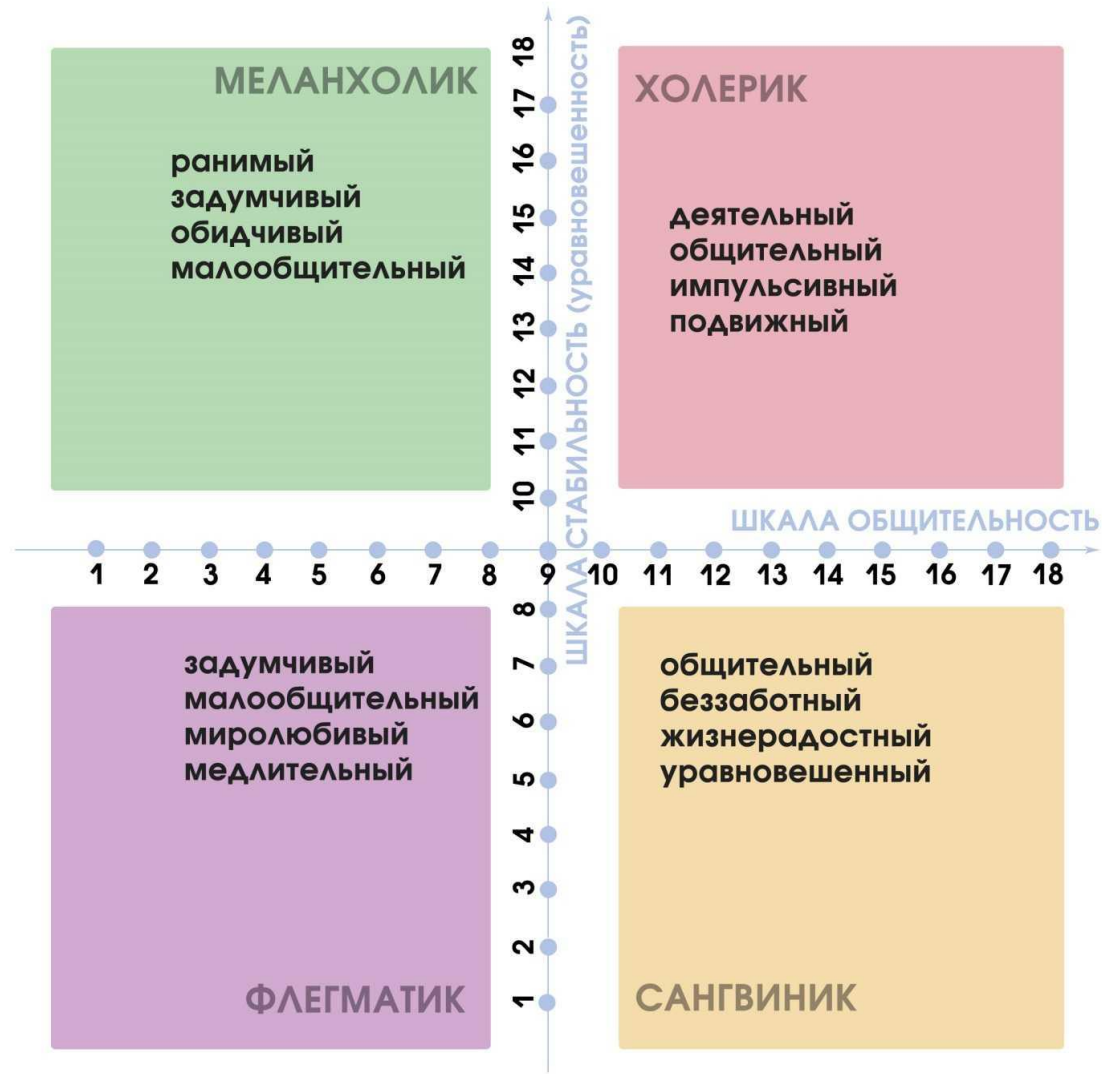 МЕЛАНХОЛИК
ранимый
задумчивый
обидчивый
малообщительный
ХОЛЕРИК
деятельный
общительный
импульсивный
подвижный
18
17
16
15
14
13
12
11
10
ШКАЛА СТАБИЛЬНОСТЬ (уравновешенность)
ШКАЛА ОБЩИТЕЛЬНОСТЬ
1 2 3 4 5 6 7 8 9 10 11 12 13 14 15 16 17 18
8
7
6
5
4
3
2
1
задумчивый
малообщительный
миролюбивый
медлительный
ФЛЕГМАТИК
общительный
беззаботный
жизнерадостный
уравновешенный
САНГВИНИК